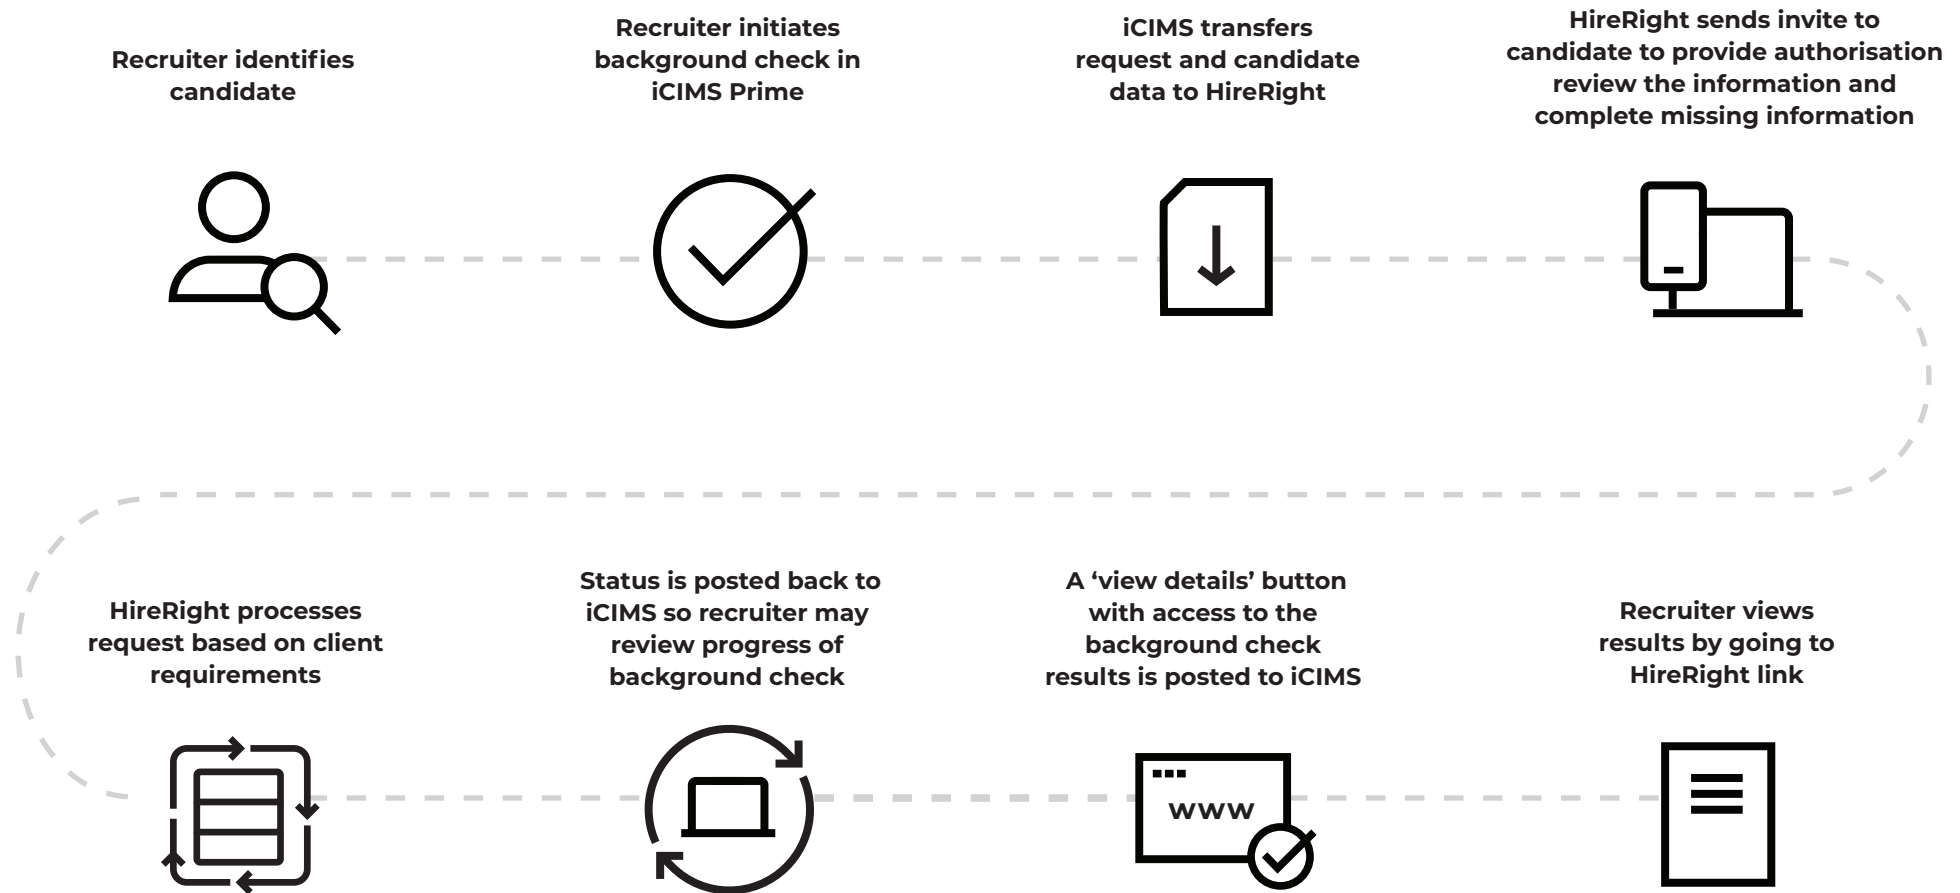 Recruiter identifies
candidate
Recruiter initiates
background check in
iCIMS Prime
iCIMS transfers
request and candidate
data to HireRight
HireRight sends invite to
candidate to provide authorisation
review the information and
complete missing information
HireRight processes
request based on client
requirements
Status is posted back to
iCIMS so recruiter may
review progress of
background check
A ‘view details’ button
with access to the
background check
results is posted to iCIMS
www
Recruiter views
results by going to
HireRight link